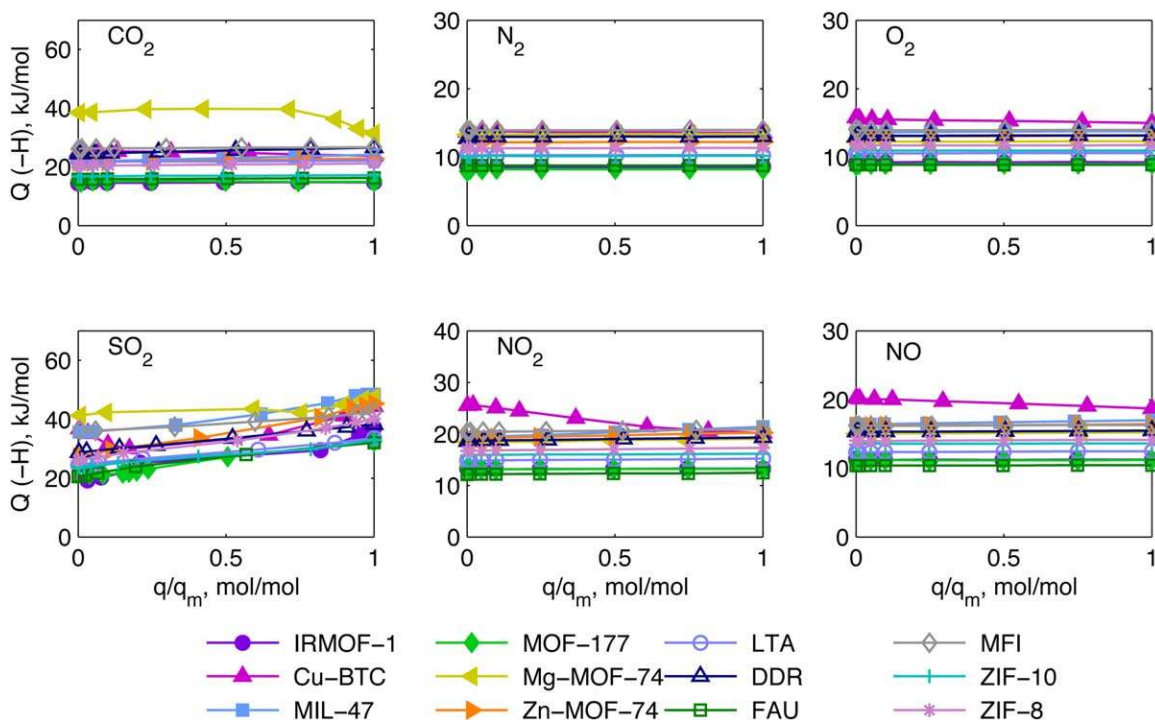 CO2
N2
O2
Q (−H), kJ/mol
60
40
20
0
0 0.5 1
30
20
10
0
0 0.5 1
30
20
10
0
0 0.5 1
SO2
NO2
NO
Q (−H), kJ/mol
60
40
20
0
0 0.5 1
q/qm, mol/mol
40
30
20
10
0
0 0.5 1
q/qm, mol/mol
30
20
10
0
0 0.5 1
q/qm, mol/mol
IRMOF−1 MOF−177 LTA MFI
Cu−BTC Mg−MOF−74 DDR ZIF−10
MIL−47 Zn−MOF−74 FAU ZIF−8